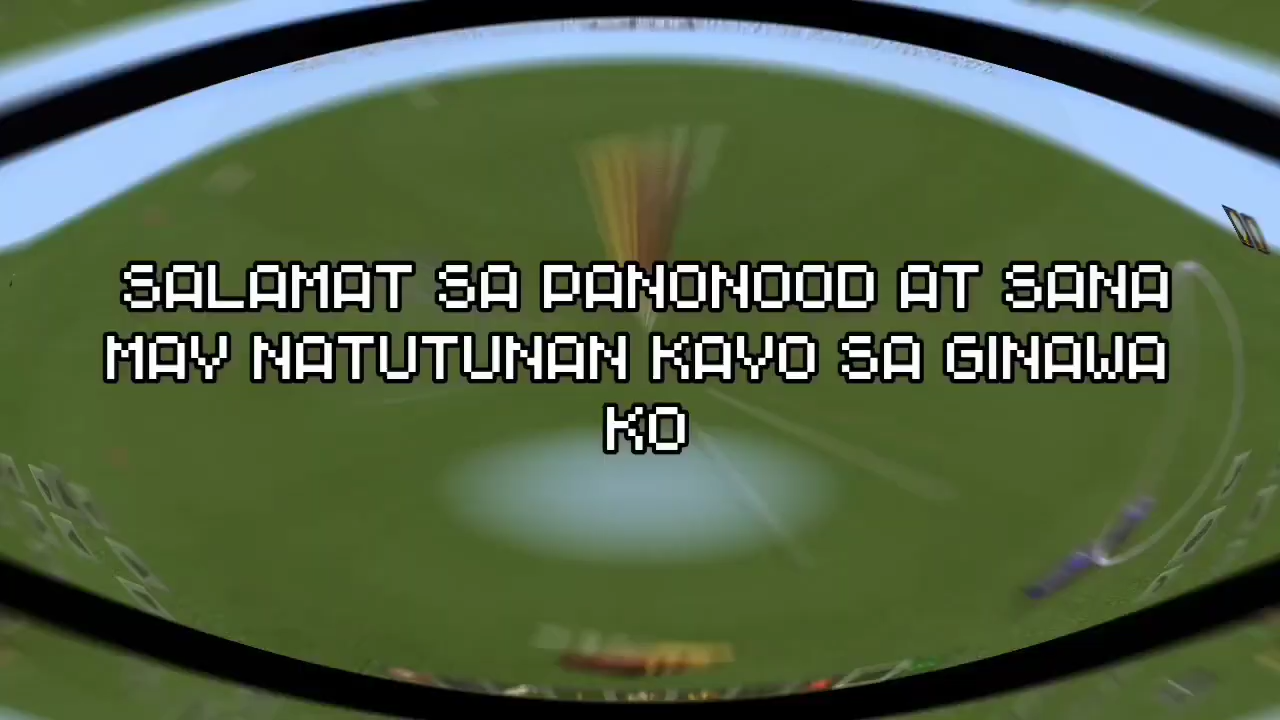 SALAMAT SA PANONOOD AT SANA
MAY NATUTUNAN KAYO SA GINAWA
KO